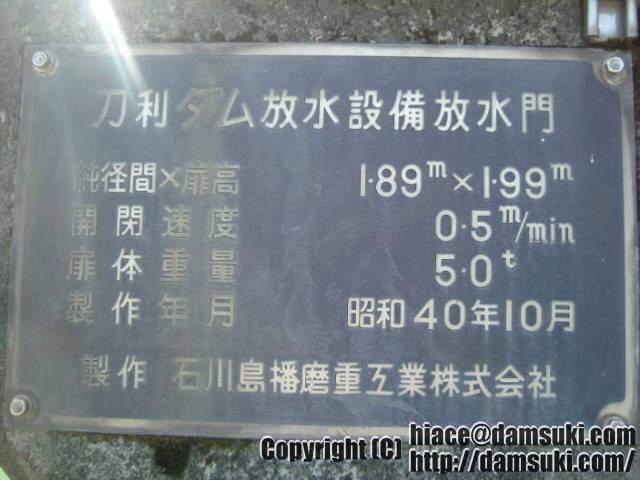 刀利ダム放水設備放水門
純径間×扉高 1·89m×1·99m
開閉速度 0·5m/min
扉体重量 5·0t
製作年月 昭和40年10月
製作 石川島播磨重工業株式会社
Copyright (C) hiace@damsuki.com
http://damsuki.com/